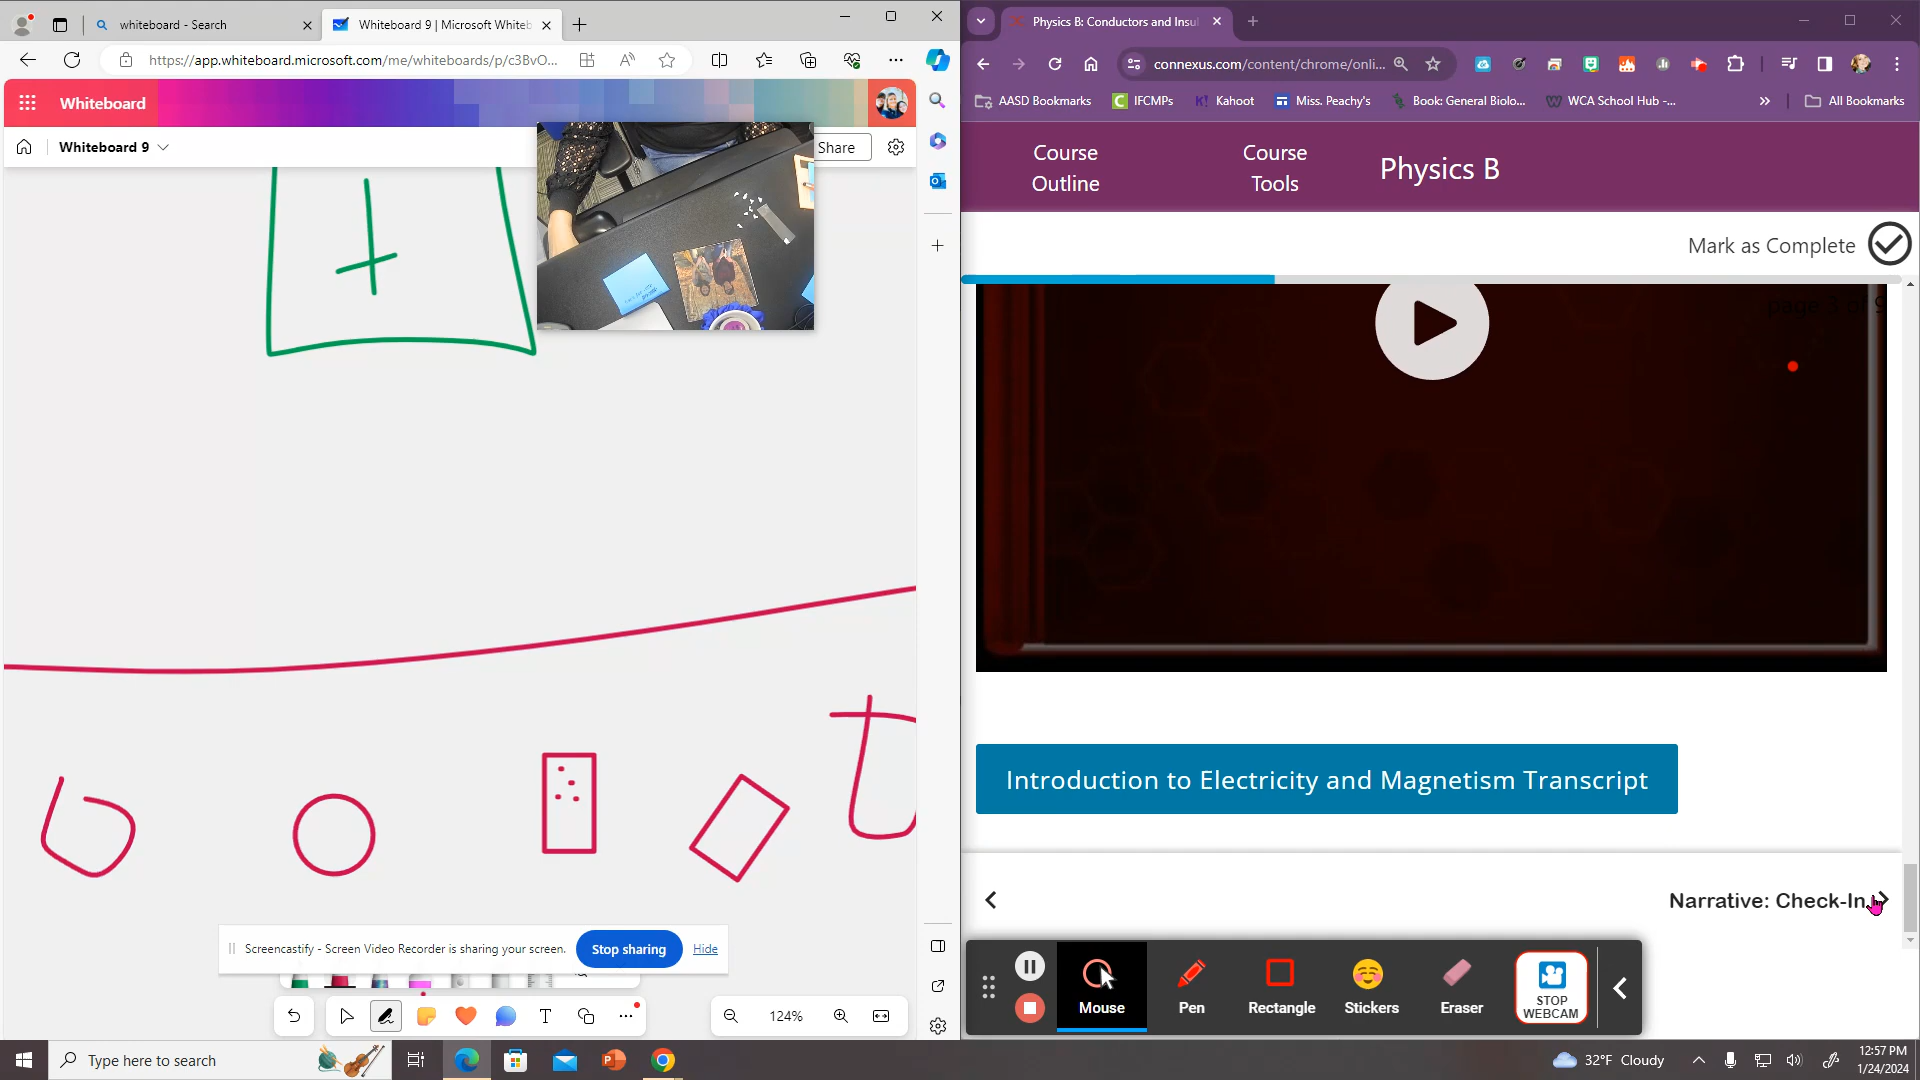 whiteboard - Search
Whiteboard 9 | Microsoft Whiteb
https://app.whiteboard.microsoft.com/me/whiteboards/p/c3BvO...
Whiteboard
Whiteboard 9
Share
Screencastify - Screen Video Recorder is sharing your screen.
Stop sharing
Hide
124%
Physics B: Conductors and Insul
connexus.com/content/chrome/onli...
AASD Bookmarks
IFCMPs
Kahoot
Miss. Peachy's
Book: General Biolo...
WCA School Hub -...
All Bookmarks
Course
Outline
Course
Tools
Physics B
Mark as Complete
page 3 of 9
Introduction to Electricity and Magnetism Transcript
Narrative: Check-In
Mouse
Pen
Rectangle
Stickers
Eraser
STOP
WEBCAM
Type here to search
32°F Cloudy
12:57 PM
1/24/2024